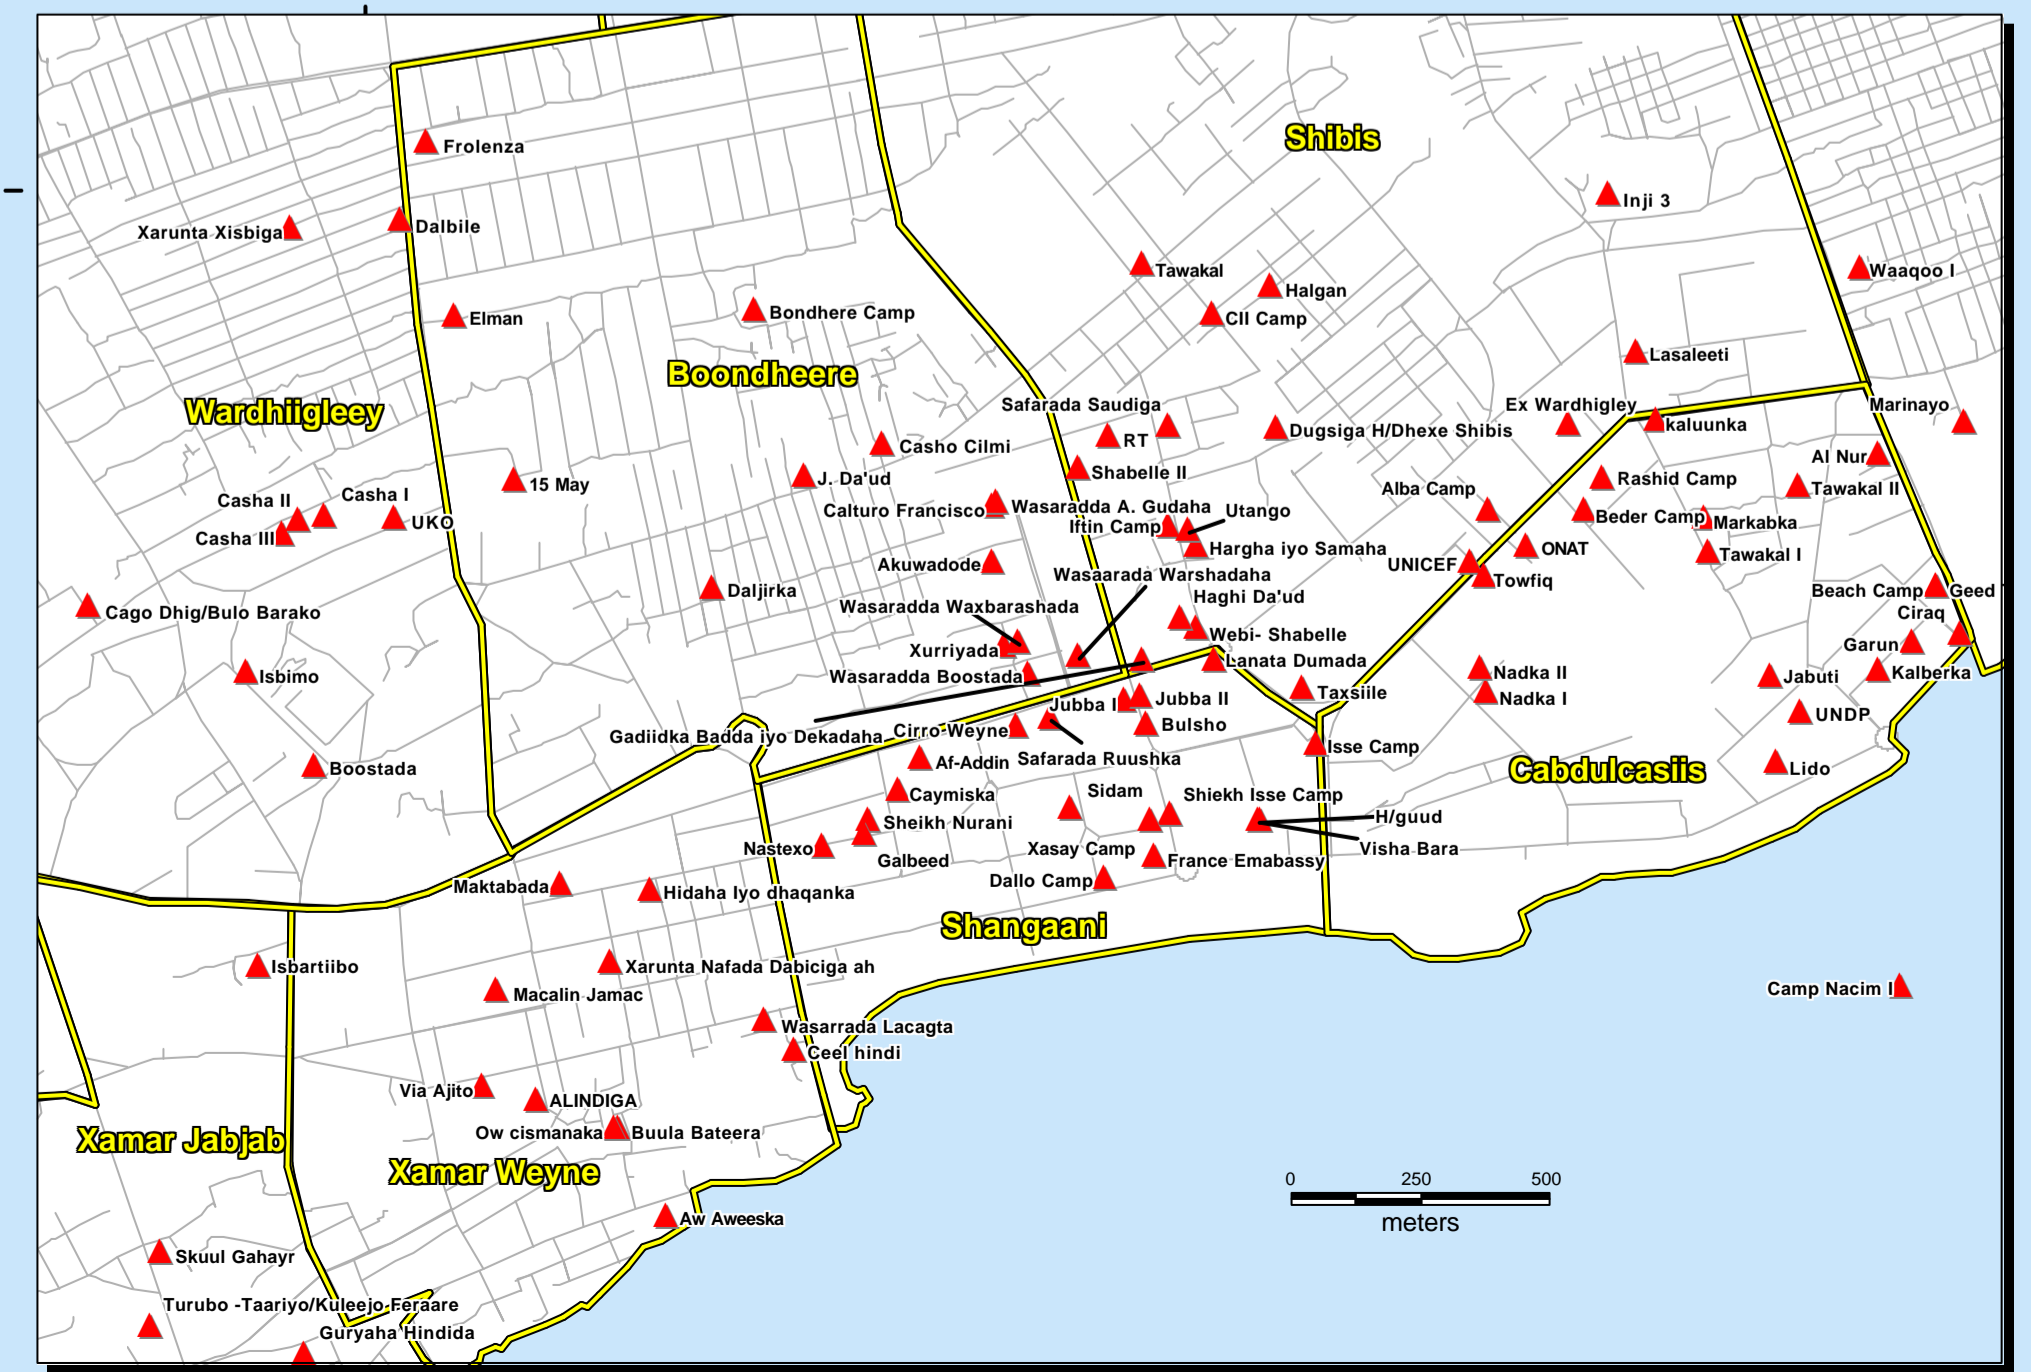 Shibis
Frolenza
Inji 3
Xarunta Xisbiga
Dalbile
Tawakal
Waaqoo I
Halgan
Elman
Bondhere Camp
CII Camp
Lasaleeti
Boondheere
Wardhiigleey
Safarada Saudiga
Ex Wardhigley
Marinayo
kaluunka
RT
Dugsiga H/Dhexe Shibis
Casho Cilmi
Al Nur
Shabelle II
J. Da'ud
15 May
Rashid Camp
Alba Camp
Tawakal II
Casha II
Casha I
Calturo Francisco
Wasaradda A. Gudaha
Utango
Beder Camp
Markabka
UKO
Iftin Camp
Casha III
Hargha iyo Samaha
ONAT
Tawakal I
Akuwadode
UNICEF
Wasaarada Warshadaha
Towfiq
Daljirka
Beach Camp
Geed
Haghi Da'ud
Wasaradda Waxbarashada
Cago Dhig/Bulo Barako
Ciraq
Webi- Shabelle
Garun
Xurriyada
Lanata Dumada
Nadka II
Kalberka
Isbimo
Wasaradda Boostada
Jabuti
Taxsiile
Jubba II
Nadka I
Jubba I
UNDP
Bulsho
Cirro Weyne
Gadiidka Badda iyo Dekadaha
Isse Camp
Safarada Ruushka
Af-Addin
Boostada
Cabdulcasiis
Lido
Sidam
Shiekh Isse Camp
Caymiska
H/guud
Sheikh Nurani
Nastexo
Xasay Camp
Visha Bara
Galbeed
France Emabassy
Dallo Camp
Maktabada
Hidaha Iyo dhaqanka
Shangaani
Isbartiibo
Xarunta Nafada Dabiciga ah
Camp Nacim I
Macalin Jamac
Wasarrada Lacagta
Ceel hindi
Via Ajito
ALINDIGA
Ow cismanaka
Buula Bateera
Xamar Jabjab
Xamar Weyne
0 250 500
meters
Aw Aweeska
Skuul Gahayr
Turubo -Taariyo/Kuleejo Feraare
Guryaha Hindida